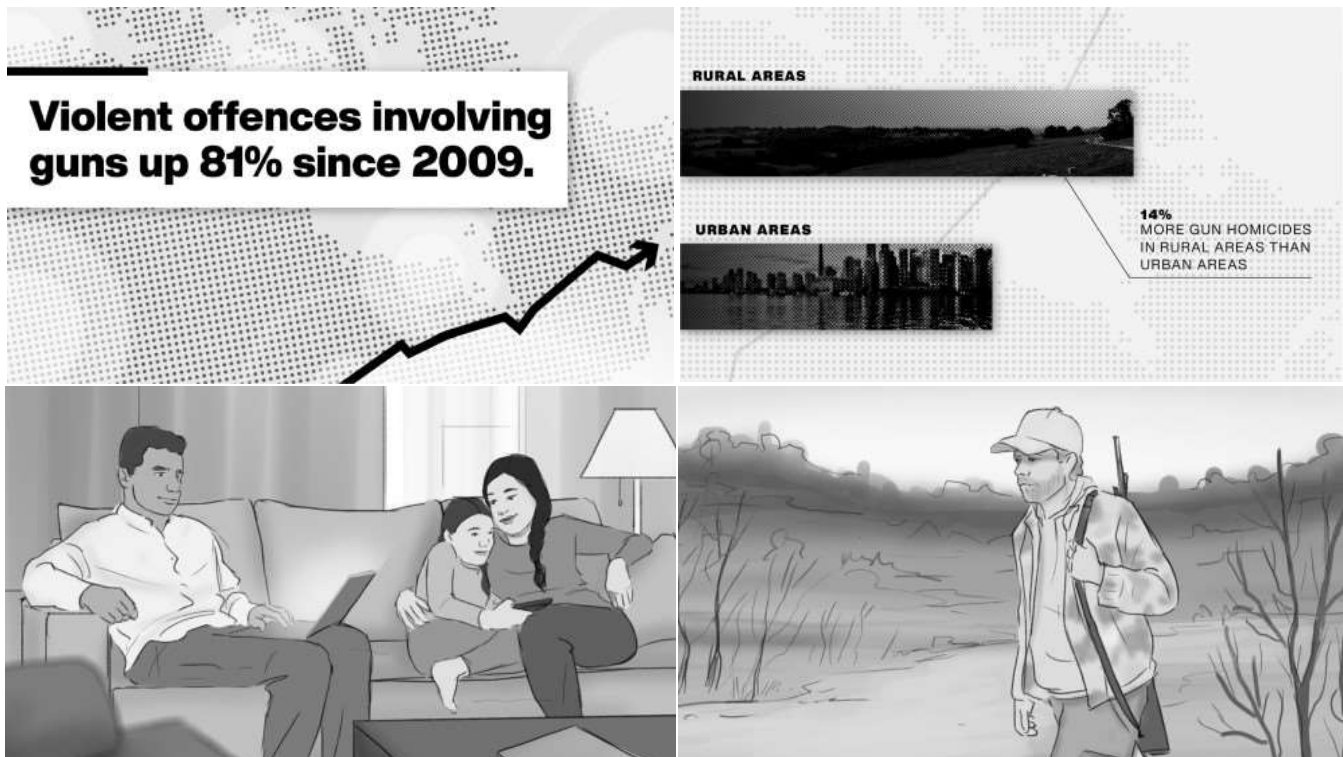 Violent offences involving
guns up 81% since 2009.
RURAL AREAS
14%
MORE GUN HOMICIDES
IN RURAL AREAS THAN
URBAN AREAS
URBAN AREAS